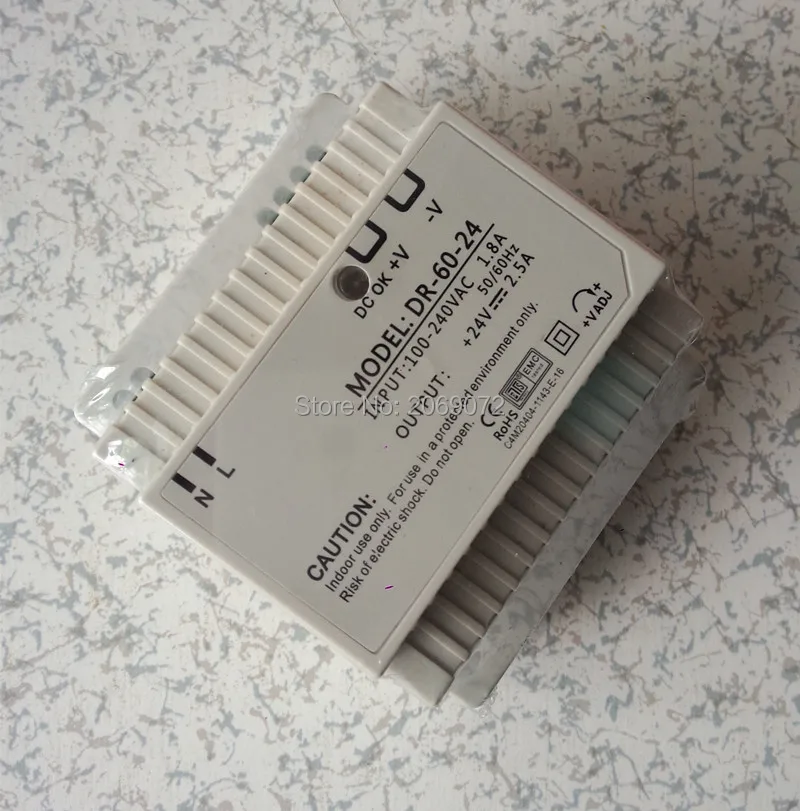 -V
DC OK +V
MODEL: DR-60-24
INPUT:100-240VAC 1.8A
50/60Hz
OUTPUT: +24V 2.5A
+VADJ
+
N L
CAUTION:
Indoor use only. For use in a protected environment only.
Risk of electric shock. Do not open.
CE
RoHS
EMC
C4M20404-1143-E-16
Store No: 2069072